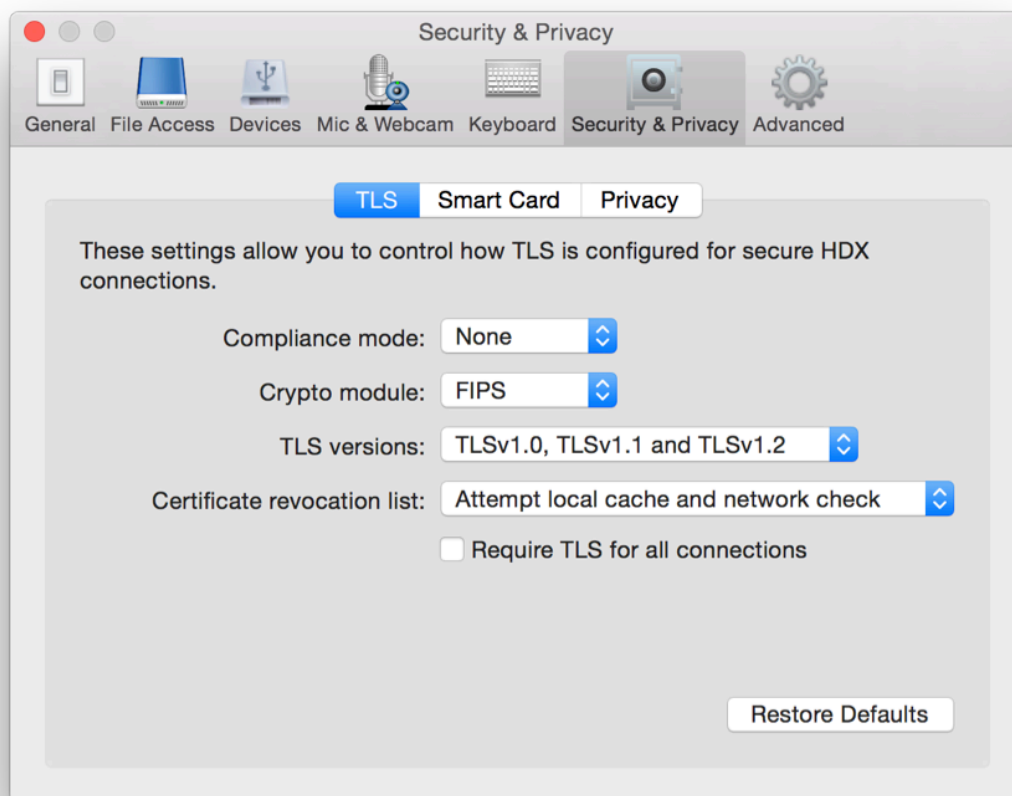 Security & Privacy
General File Access Devices Mic & Webcam Keyboard Security & Privacy Advanced
TLS Smart Card Privacy
These settings allow you to control how TLS is configured for secure HDX
connections.
Compliance mode: None
Crypto module: FIPS
TLS versions: TLSv1.0, TLSv1.1 and TLSv1.2
Certificate revocation list: Attempt local cache and network check
Require TLS for all connections
Restore Defaults